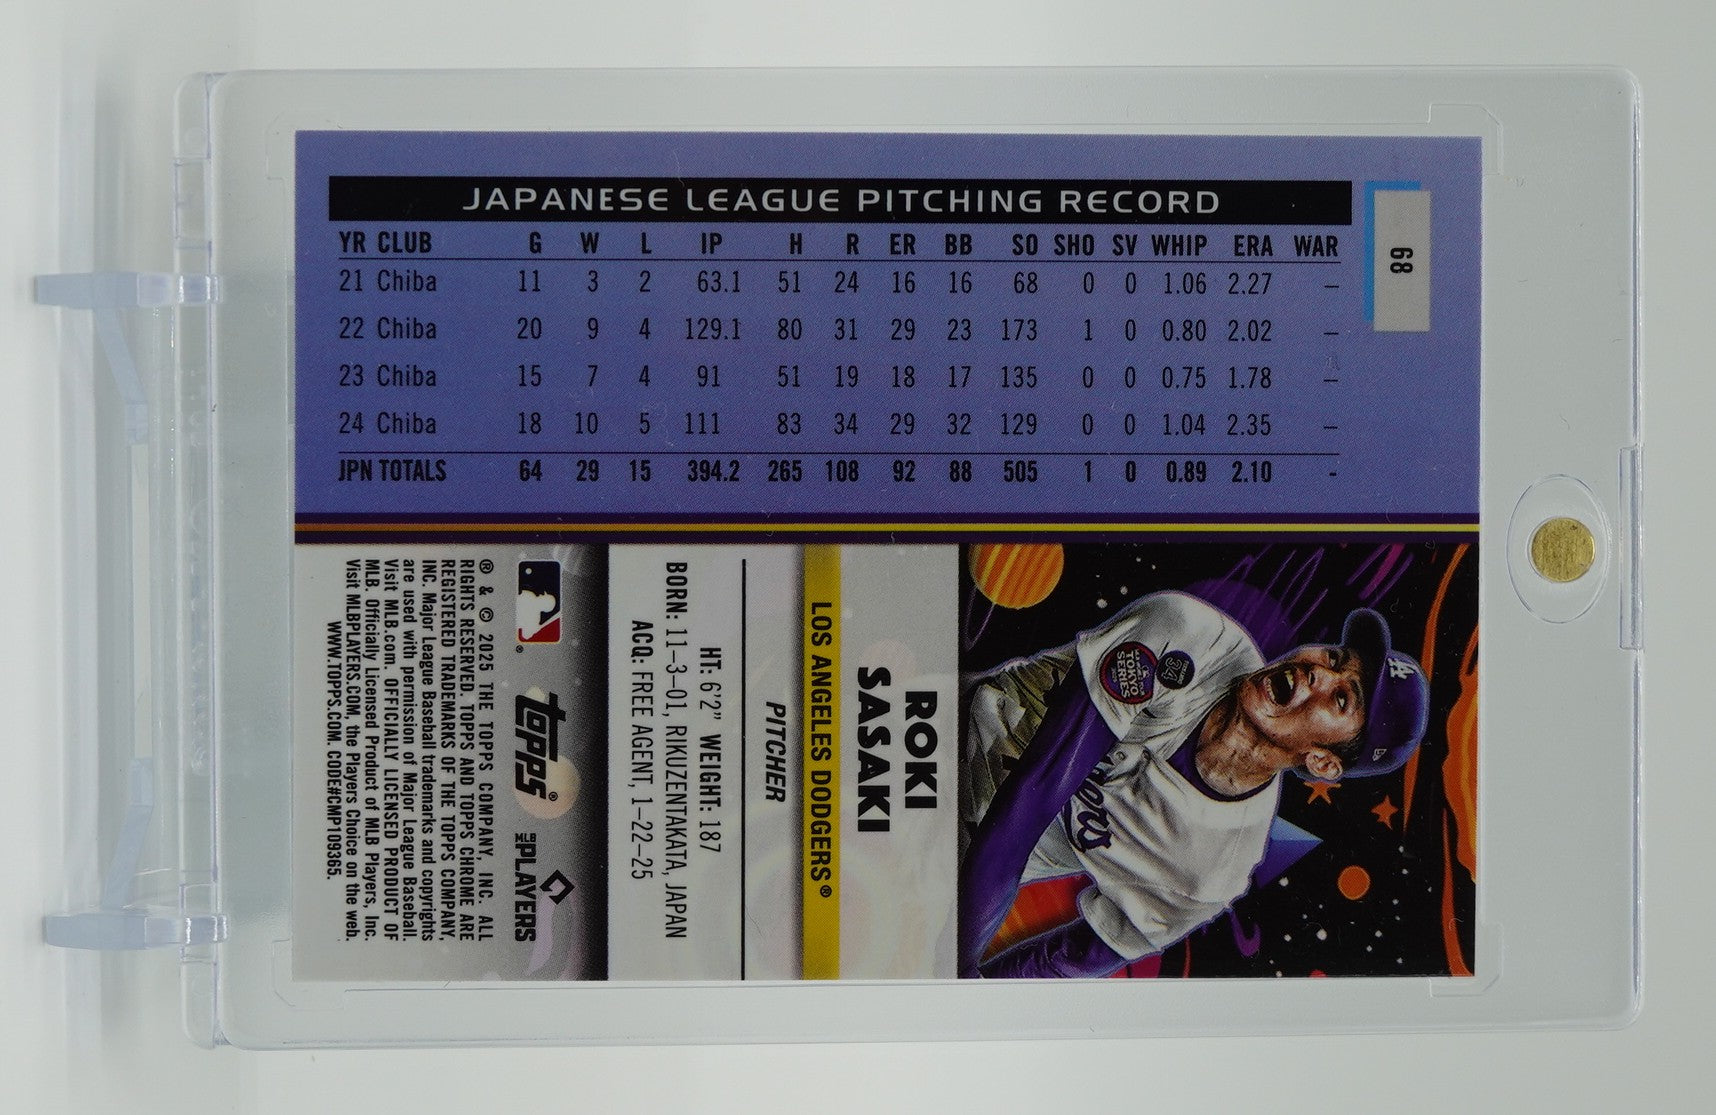 JAPANESE LEAGUE PITCHING RECORD
YR CLUB G W L IP H R ER BB SO SHO SV WHIP ERA WAR
21 Chiba 11 3 2 63.1 51 24 16 16 68 0 0 1.06 2.27 –
22 Chiba 20 9 4 129.1 80 31 29 23 173 1 0 0.80 2.02 –
23 Chiba 15 7 4 91 51 19 18 17 135 0 0 0.75 1.78 –
24 Chiba 18 10 5 111 83 34 29 32 129 0 0 1.04 2.35 –
JPN TOTALS 64 29 15 394.2 265 108 92 88 505 1 0 0.89 2.10 -
68
34
TOKYO
SERIES
LA
ROKI
SASAKI
LOS ANGELES DODGERS®
PITCHER
HT: 6'2" WEIGHT: 187
BORN: 11–3–01, RIKUZENTAKATA, JAPAN
ACQ: FREE AGENT, 1–22–25
topps®
MLB PLAYERS
® & © 2025 THE TOPPS COMPANY, INC. ALL
RIGHTS RESERVED. TOPPS AND TOPPS CHROME ARE
REGISTERED TRADEMARKS OF THE TOPPS COMPANY,
INC. Major League Baseball trademarks and copyrights
are used with permission of Major League Baseball.
Visit MLB.com. OFFICIALLY LICENSED PRODUCT OF
MLB. Officially Licensed Product of MLB Players, Inc.
Visit MLBPLAYERS.COM, the Players Choice on the web.
WWW.TOPPS.COM. CODE#CMP109365.